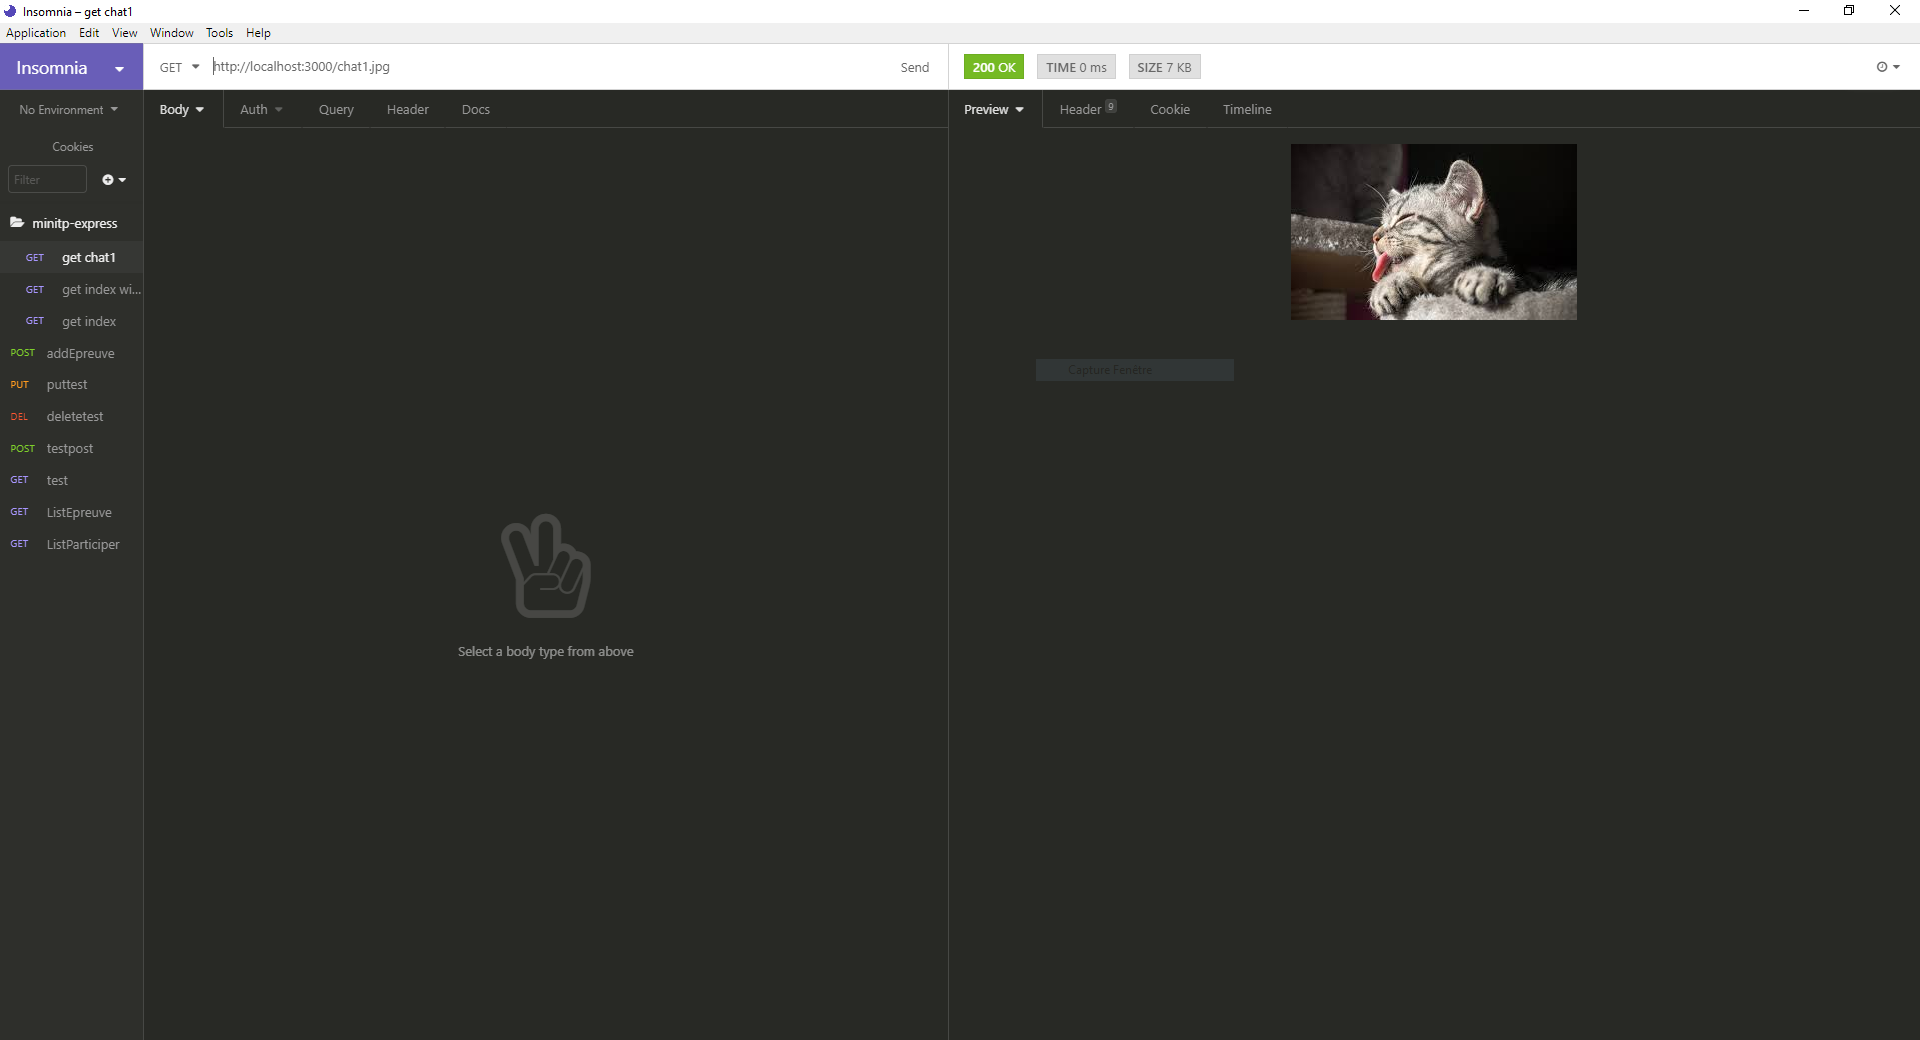 Insomnia – get chat1
Application Edit View Window Tools Help
Insomnia
GET http://localhost:3000/chat1.jpg Send
200 OK TIME 0 ms SIZE 7 KB
No Environment
Body Auth Query Header Docs
Preview Header 9 Cookie Timeline
Cookies
Filter
minitp-express
GET get chat1
GET get index wi...
GET get index
POST addEpreuve
PUT puttest
DEL deletetest
POST testpost
GET test
GET ListEpreuve
GET ListParticiper
Capture Fenêtre
Select a body type from above